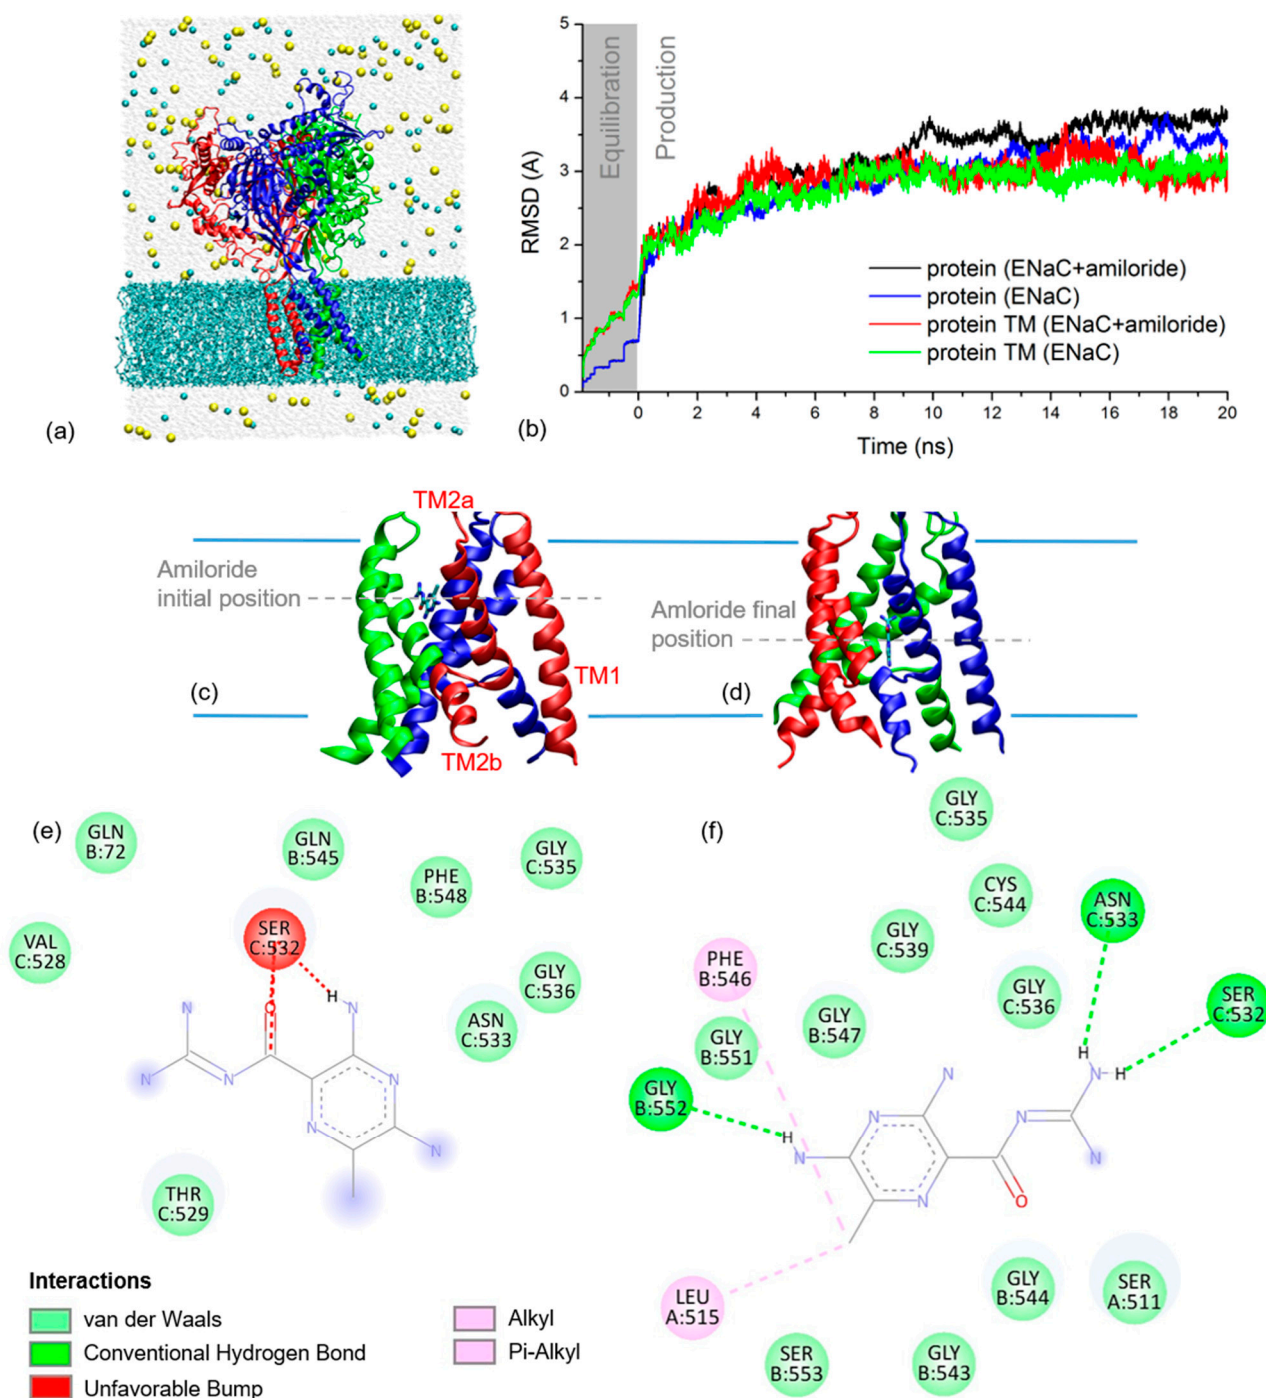 (a)
5
4
3
2
1
0
RMSD (A)
Equilibration
Production
protein (ENaC+amiloride)
protein (ENaC)
protein TM (ENaC+amiloride)
protein TM (ENaC)
0 2 4 6 8 10 12 14 16 18 20
Time (ns)
(b)
TM2a
Amiloride
initial position
TM1
TM2b
(c)
Amloride final
position
(d)
(e)
GLN
B:72
GLN
B:545
PHE
B:548
GLY
C:535
VAL
C:528
SER
C:532
GLY
C:536
ASN
C:533
H
N
O
N
N
N
N
N
N
THR
C:529
(f)
GLY
C:535
CYS
C:544
ASN
C:533
GLY
C:539
PHE
B:546
GLY
C:536
SER
C:532
GLY
B:547
GLY
B:551
GLY
B:552
H
H
N
H
N
N
N
H
N
N
N
O
LEU
A:515
GLY
B:544
SER
A:511
SER
B:553
GLY
B:543
Interactions
van der Waals
Conventional Hydrogen Bond
Unfavorable Bump
Alkyl
Pi-Alkyl